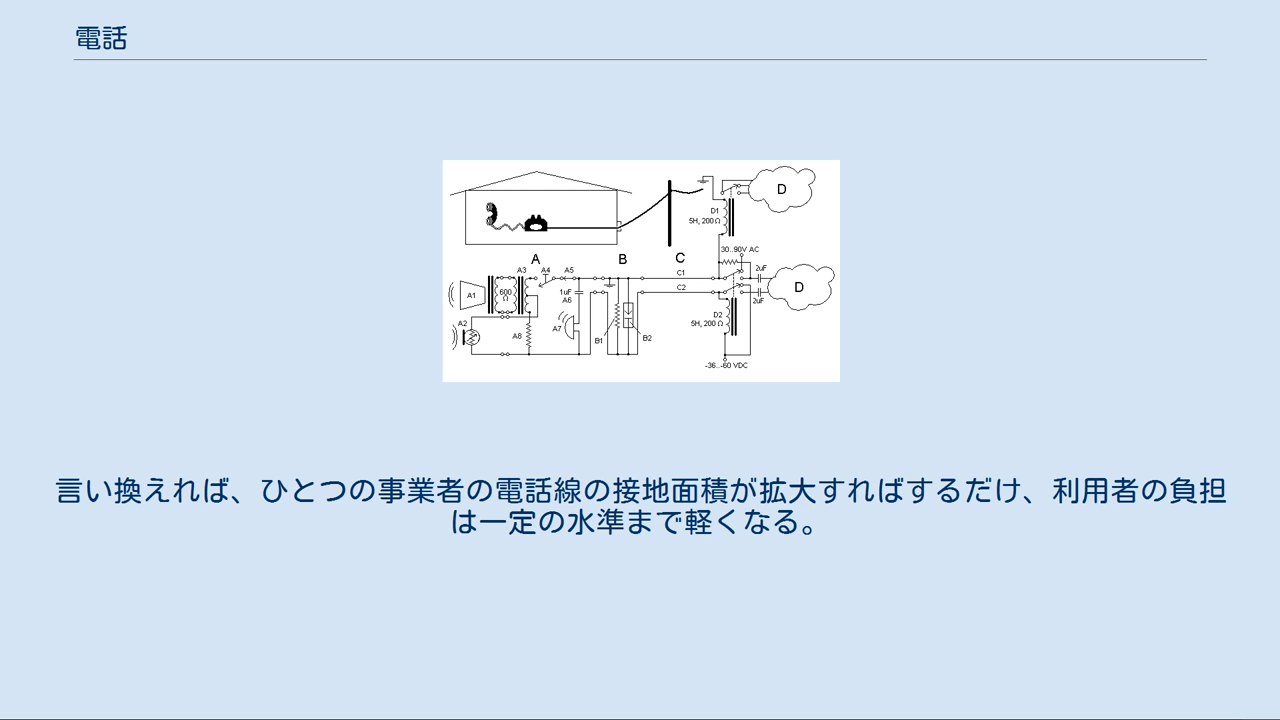 電話
D
D1
5H, 200 Ω
30..90V AC
A
B
C
A3
A4
A5
C1
2uF
A1
600
Ω
1uF
A6
C2
D
2uF
A2
A7
A8
B1
B2
D2
5H, 200 Ω
-36..-60 VDC
言い換えれば、ひとつの事業者の電話線の接地面積が拡大すればするだけ、利用者の負担
は一定の水準まで軽くなる。